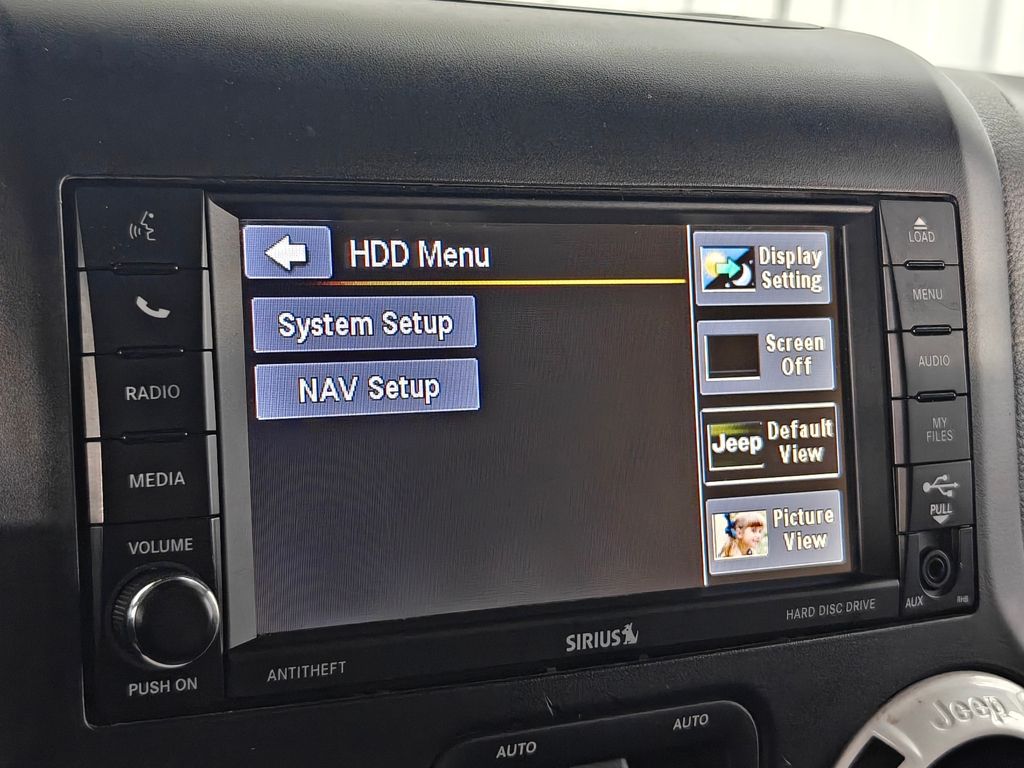 HDD Menu
System Setup
NAV Setup
Display
Setting
Screen
Off
Jeep
Default
View
Picture
View
RADIO
MEDIA
VOLUME
PUSH ON
LOAD
MENU
AUDIO
MY
FILES
PULL
AUX
RHB
HARD DISC DRIVE
SIRIUS
ANTITHEFT
AUTO
AUTO
Jeep